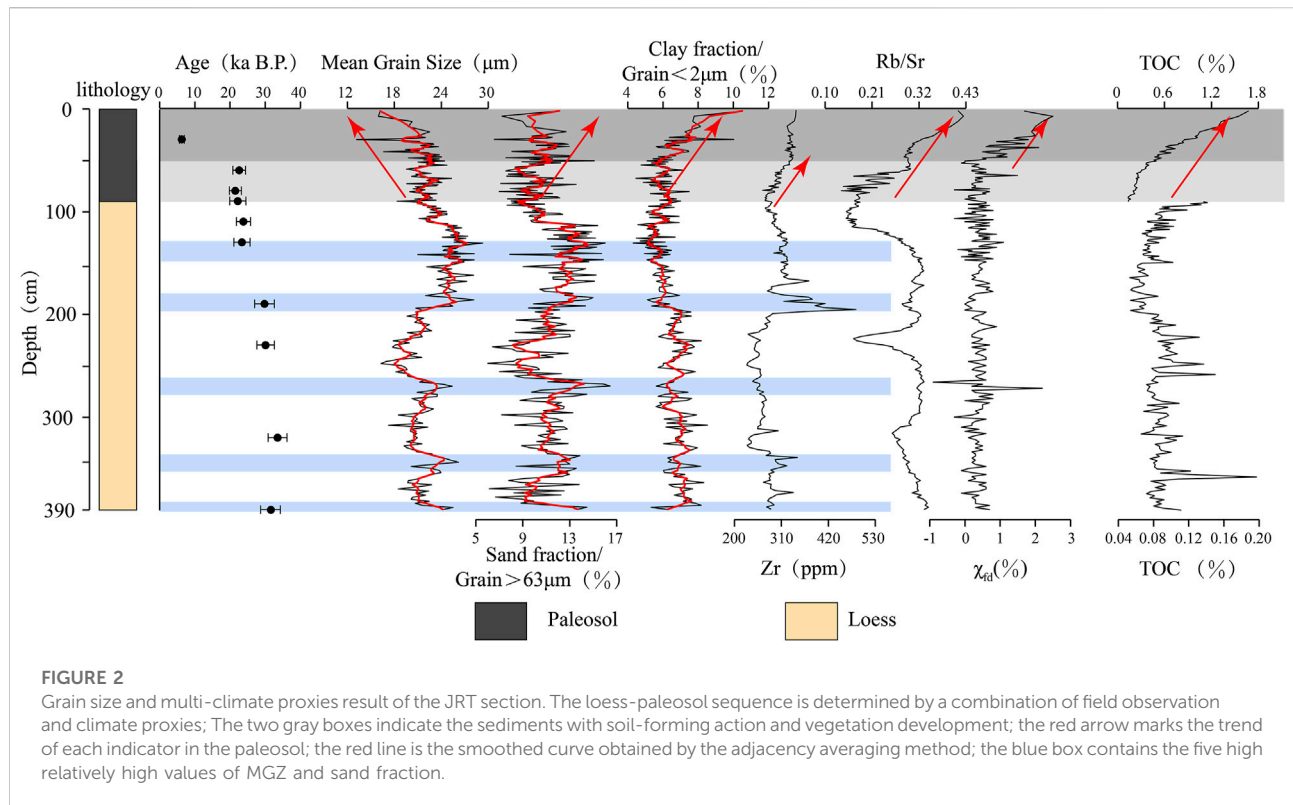 Clay fraction/
Age (ka B.P.) Mean Grain Size (μm) Grain<2μm (%) Rb/Sr TOC (%)
lithology
0 10 20 30 40 12 18 24 30 4 6 8 10 12 0.10 0.21 0.32 0.43 0 0.6 1.2 1.8
0
100
200
300
390
Depth (cm)
5 9 13 17 200 310 420 530 -1 0 1 2 3 0.04 0.08 0.12 0.16 0.20
Sand fraction/
Grain>63μm (%) Zr (ppm) χfd(%) TOC (%)
Paleosol Loess
FIGURE 2
Grain size and multi-climate proxies result of the JRT section. The loess-paleosol sequence is determined by a combination of field observation
and climate proxies; The two gray boxes indicate the sediments with soil-forming action and vegetation development; the red arrow marks the trend
of each indicator in the paleosol; the red line is the smoothed curve obtained by the adjacency averaging method; the blue box contains the five high
relatively high values of MGZ and sand fraction.